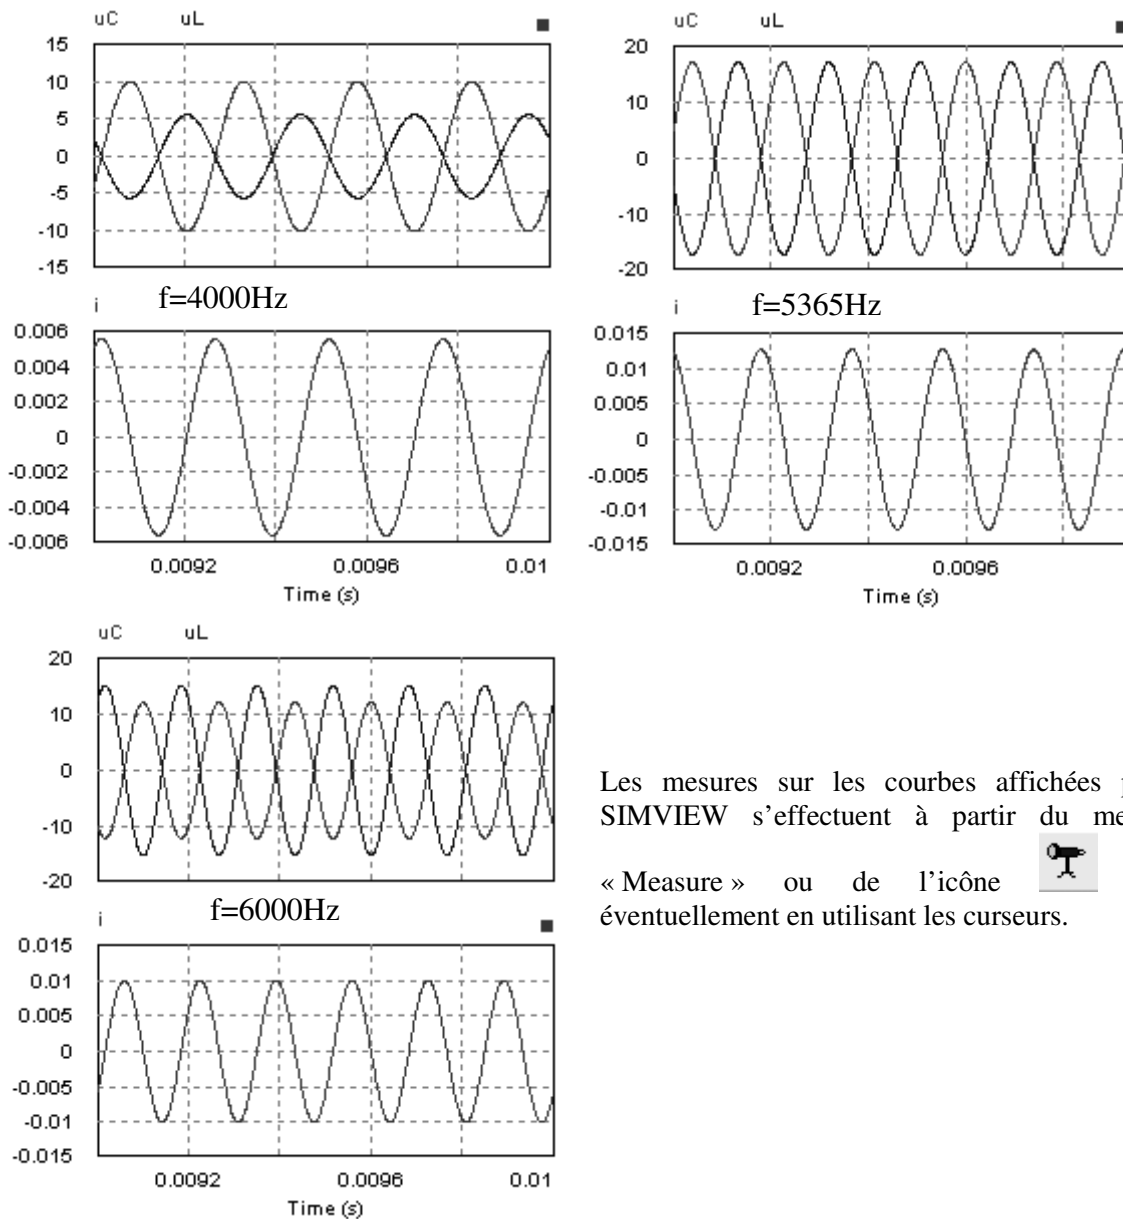 uC uL
15
10
5
0
-5
-10
-15
f=4000Hz
i
0.006
0.004
0.002
0
-0.002
-0.004
-0.006
0.0092 0.0096 0.01
Time (s)
uC uL
20
10
0
-10
-20
f=5365Hz
i
0.015
0.01
0.005
0
-0.005
-0.01
-0.015
0.0092 0.0096
Time (s)
uC uL
20
10
0
-10
-20
f=6000Hz
i
0.015
0.01
0.005
0
-0.005
-0.01
-0.015
0.0092 0.0096 0.01
Time (s)
Les mesures sur les courbes affichées
SIMVIEW s'effectuent à partir du
« Measure » ou de l'icône
éventuellement en utilisant les curseurs.